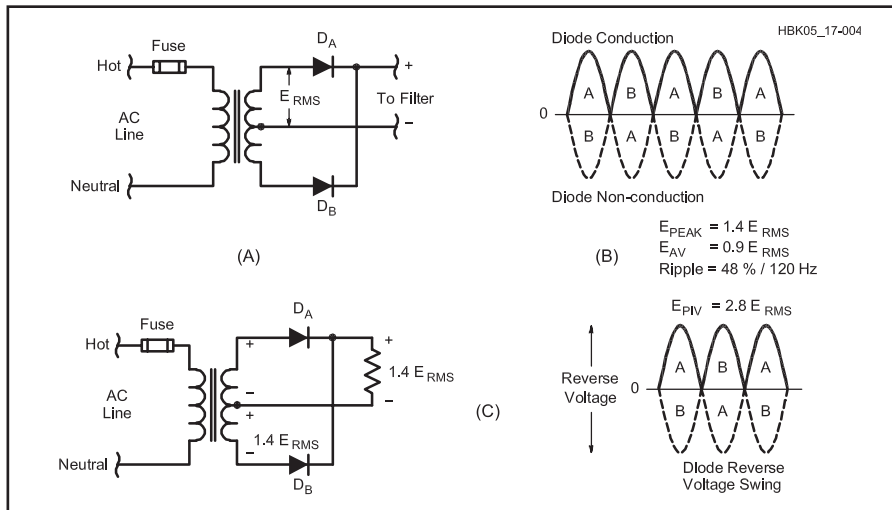 HBK05_17-004
Fuse
Hot
AC
Line
Neutral
D_A
E_RMS
+
To Filter
−
D_B
(A)
Diode Conduction
A B A B A
0
B A B A B
Diode Non-conduction
(B)
E_PEAK = 1.4 E_RMS
E_AV = 0.9 E_RMS
Ripple = 48 % / 120 Hz
Fuse
Hot
AC
Line
Neutral
D_A
+
−
+
1.4 E_RMS
−
D_B
+
1.4 E_RMS
−
(C)
E_PIV = 2.8 E_RMS
Reverse
Voltage
A B A
0
B A B
DIode Reverse
Voltage Swing